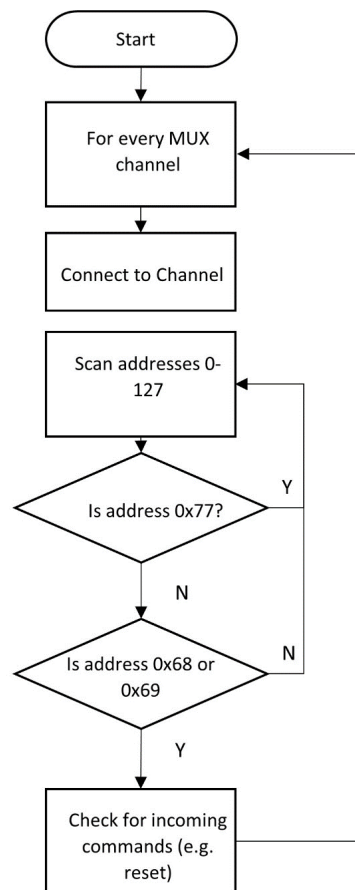 Start
For every MUX
channel
Connect to Channel
Scan addresses 0-
127
Is address 0x77?
Y
N
Is address 0x68 or
0x69
N
Y
Check for incoming
commands (e.g.
reset)